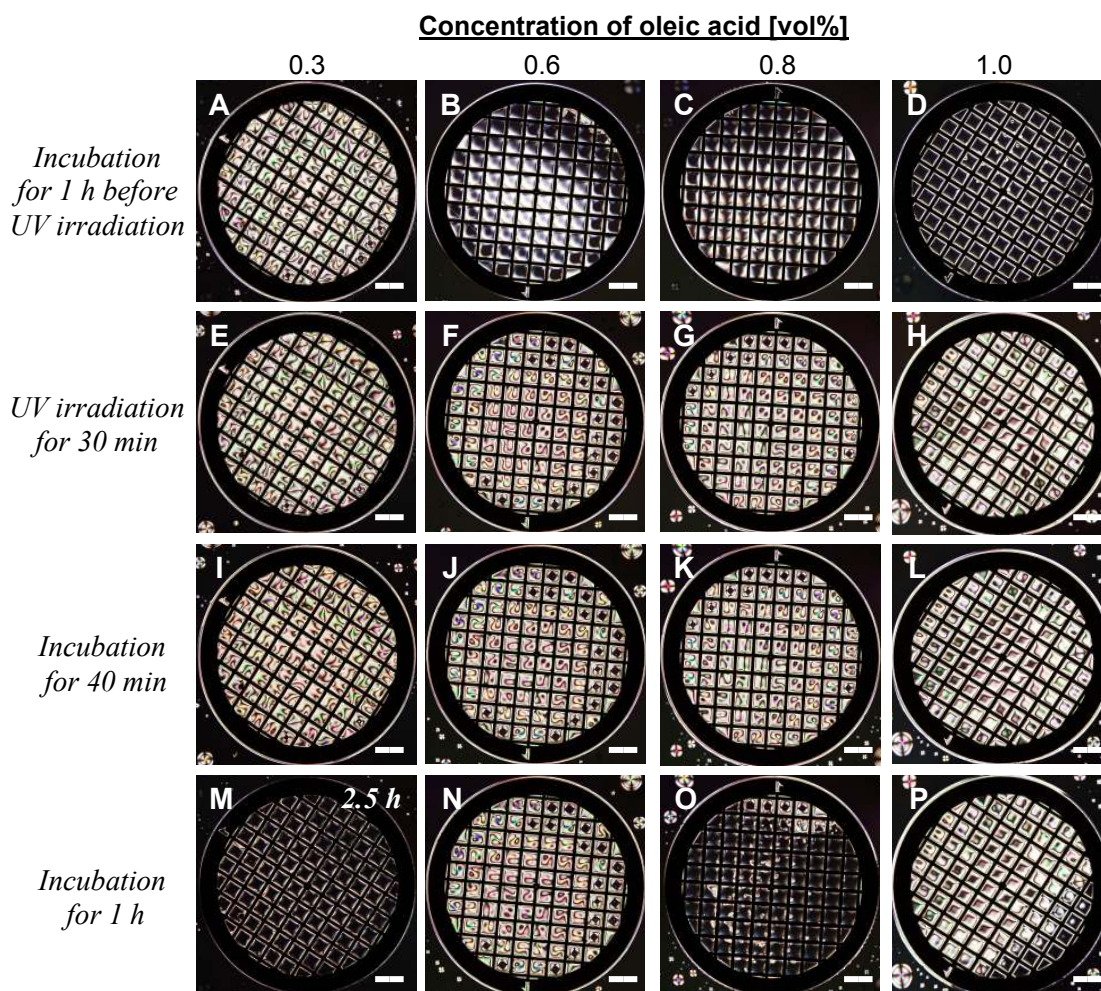 Concentration of oleic acid [vol%]
0.3 0.6 0.8 1.0
Incubation
for 1 h before
UV irradiation
A B C D
UV irradiation
for 30 min
E F G H
Incubation
for 40 min
I J K L
Incubation
for 1 h
M 2.5 h N O P